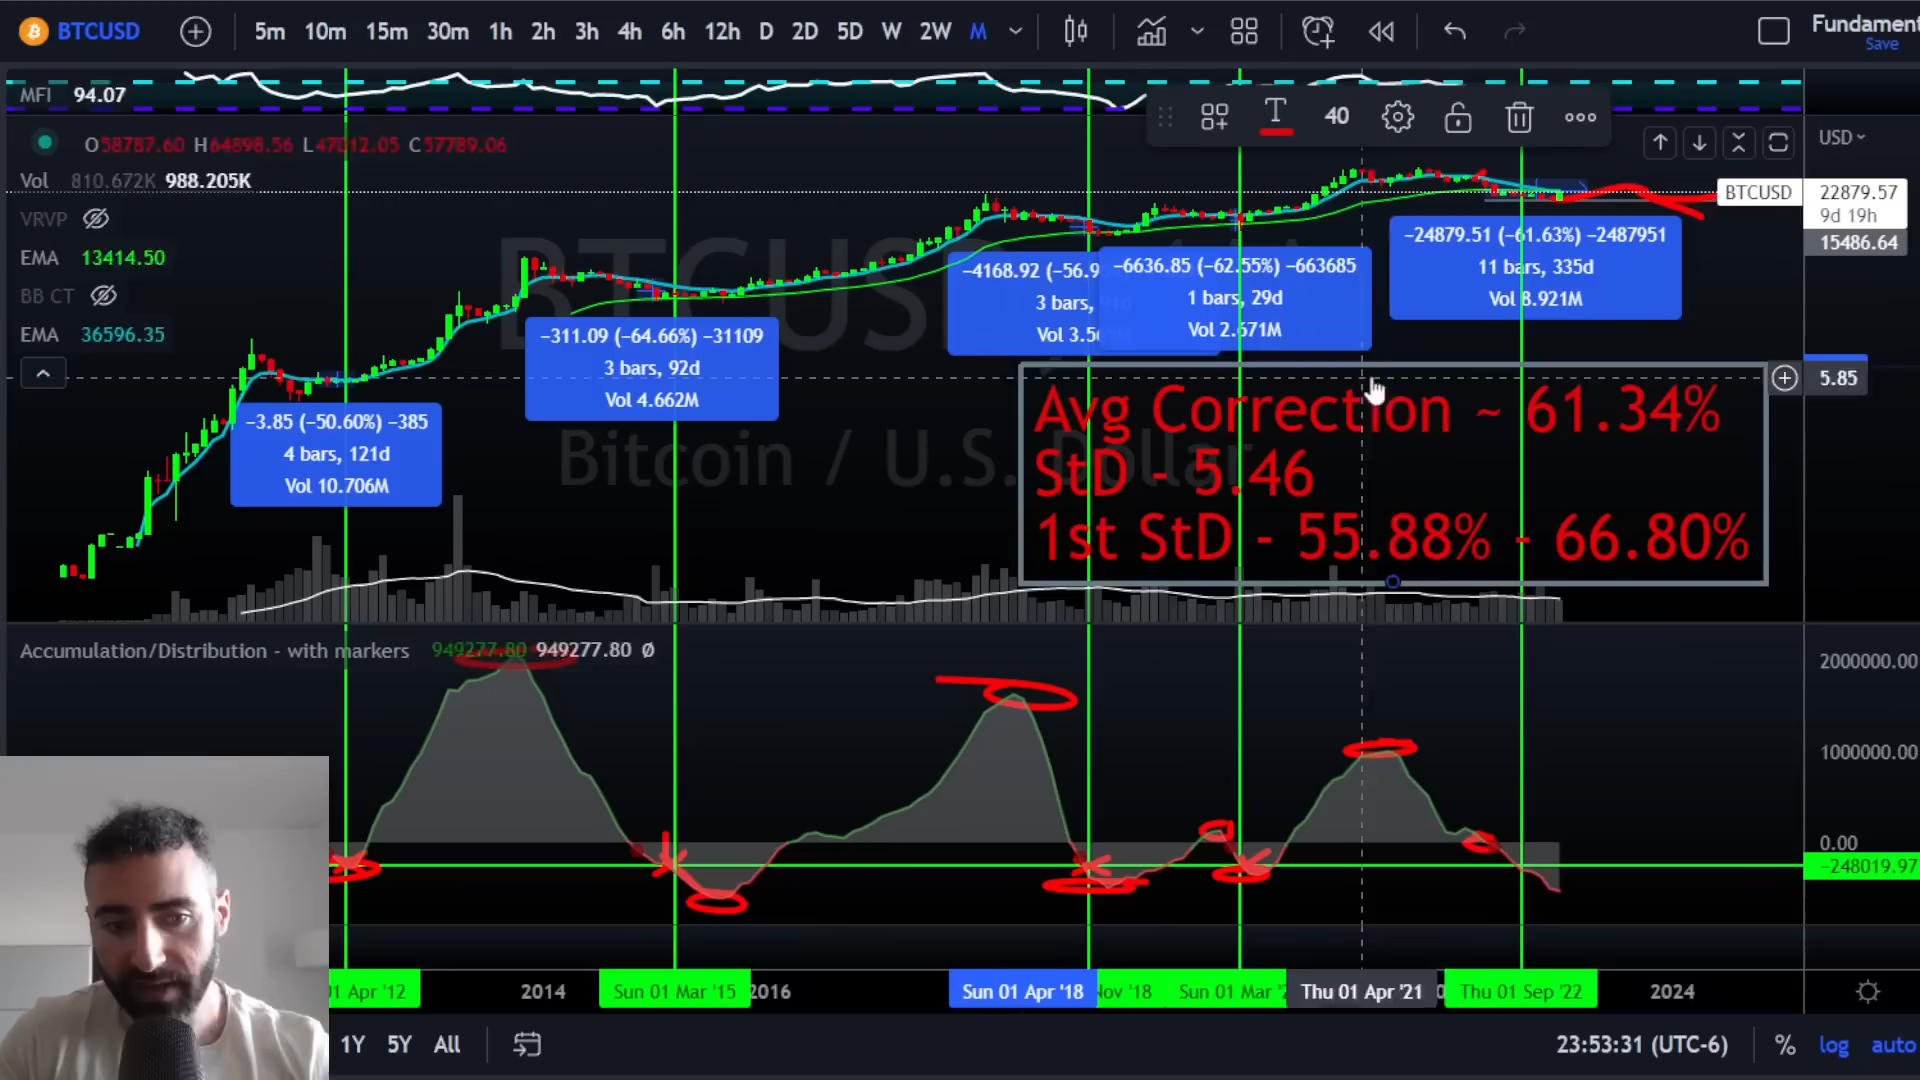 BTCUSD 5m 10m 15m 30m 1h 2h 3h 4h 6h 12h D 2D 5D W 2W M Fundament
Save
MFI 94.07
T 40
O58787.60 H64898.56 L47012.05 C57789.06
USD
Vol 810.672K 988.205K
BTCUSD 22879.57
9d 19h
15486.64
VRVP
EMA 13414.50
BB CT
EMA 36596.35
BTCUSD
Bitcoin / U.S. Dollar
−3.85 (−50.60%) −385
4 bars, 121d
Vol 10.706M
−311.09 (−64.66%) −31109
3 bars, 92d
Vol 4.662M
−4168.92 (−56.9
3 bars,
Vol 3.5
−6636.85 (−62.55%) −663685
1 bars, 29d
Vol 2.671M
−24879.51 (−61.63%) −2487951
11 bars, 335d
Vol 8.921M
5.85
Avg Correction ~ 61.34%
StD - 5.46
1st StD - 55.88% - 66.80%
Accumulation/Distribution - with markers 949277.80 949277.80 Ø
2000000.00
1000000.00
0.00
−248019.97
01 Apr '12 2014 Sun 01 Mar '15 2016 Sun 01 Apr '18 Nov '18 Sun 01 Mar '2 Thu 01 Apr '21 Thu 01 Sep '22 2024
1Y 5Y All 23:53:31 (UTC-6) % log auto